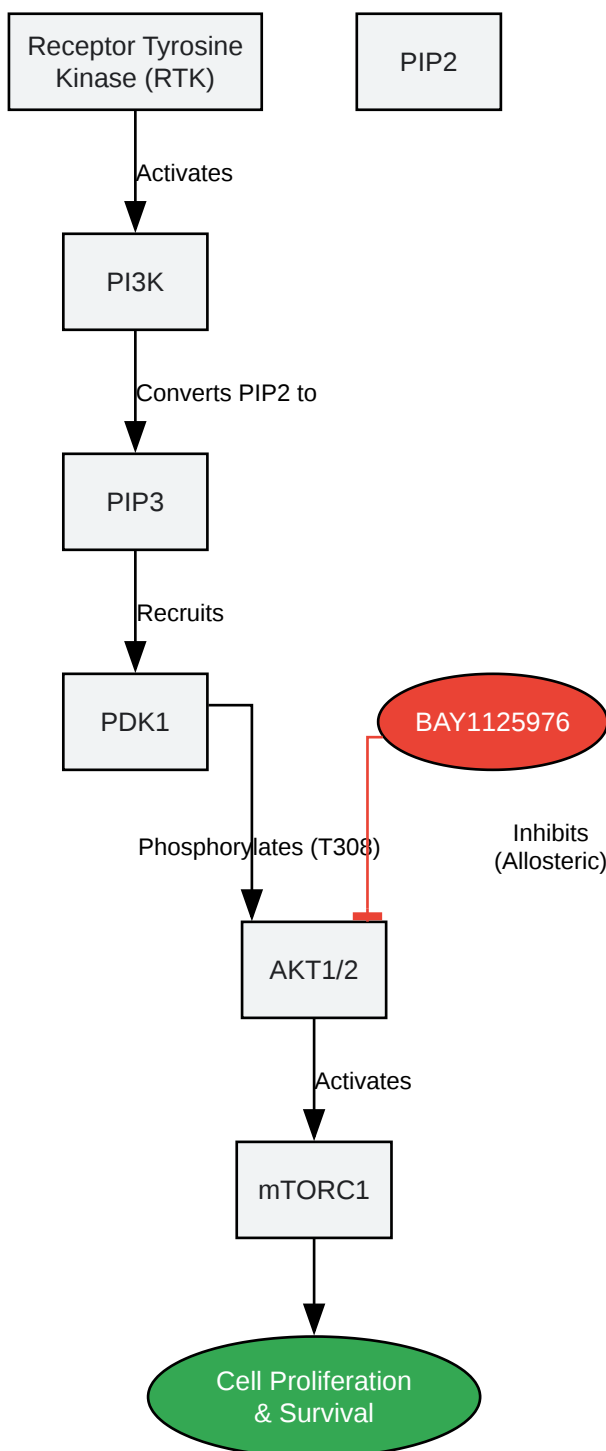 Receptor Tyrosine
Kinase (RTK)
PIP2
Activates
PI3K
Converts PIP2 to
PIP3
Recruits
PDK1
BAY1125976
Phosphorylates (T308)
Inhibits
(Allosteric)
AKT1/2
Activates
mTORC1
Cell Proliferation
& Survival